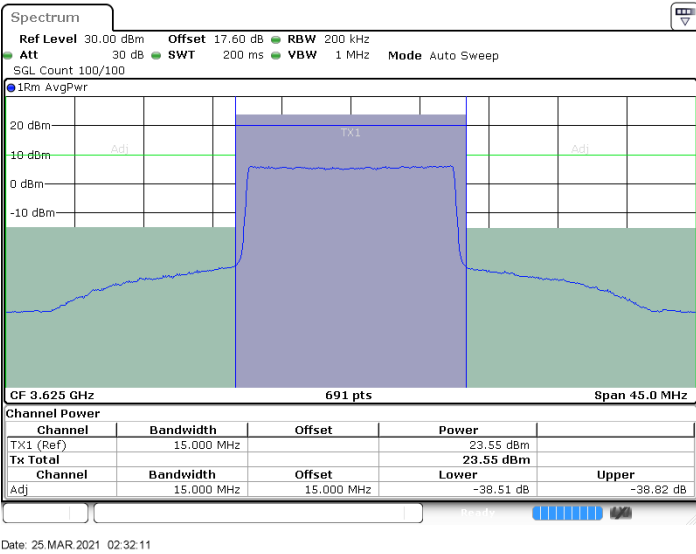 Spectrum
Ref Level 30.00 dBm Offset 17.60 dB RBW 200 kHz
Att 30 dB SWT 200 ms VBW 1 MHz Mode Auto Sweep
SGL Count 100/100
1Rm AvgPwr
20 dBm
TX1
Adj Adj
10 dBm
0 dBm
-10 dBm
CF 3.625 GHz 691 pts Span 45.0 MHz
Channel Power
Channel Bandwidth Offset Power
TX1 (Ref) 15.000 MHz 23.55 dBm
Tx Total 23.55 dBm
Channel Bandwidth Offset Lower Upper
Adj 15.000 MHz 15.000 MHz -38.51 dB -38.82 dB
Ready
Date: 25.MAR.2021 02:32:11